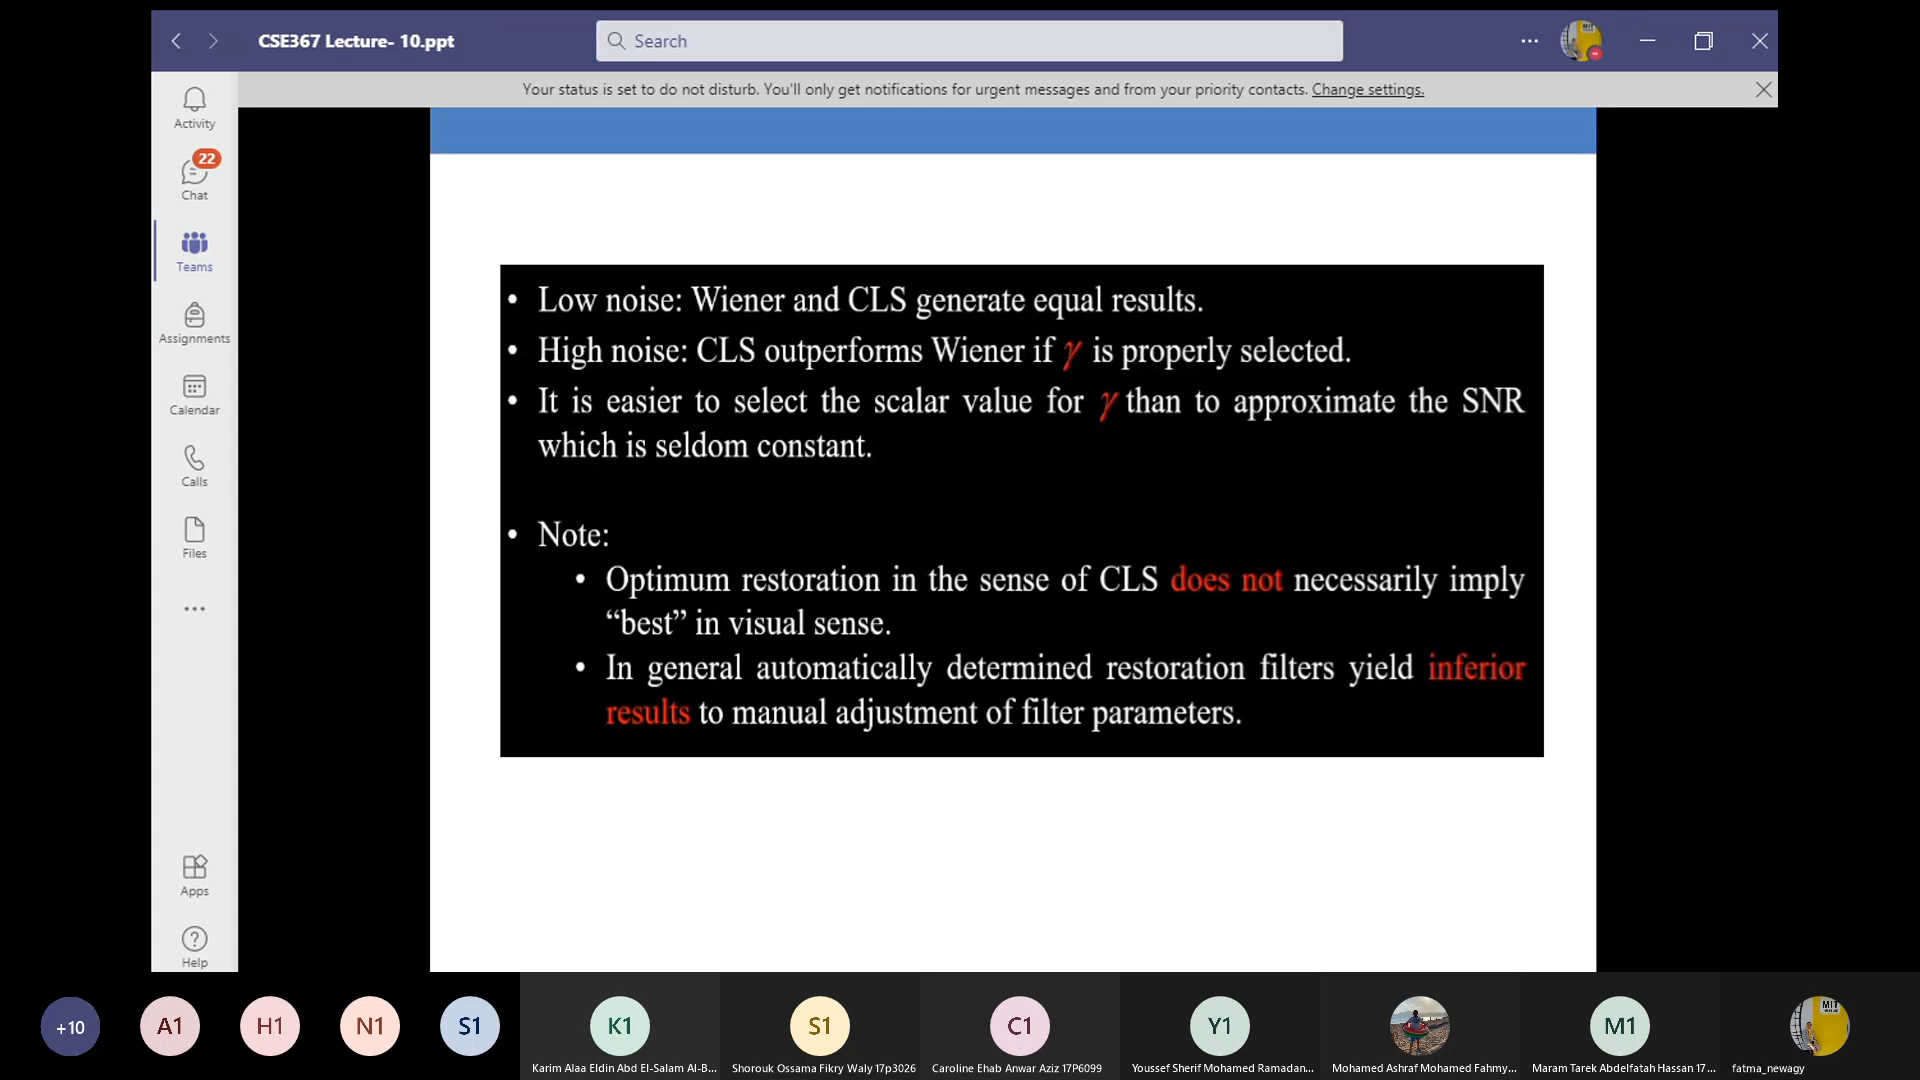 CSE367 Lecture- 10.ppt
Search
Your status is set to do not disturb. You'll only get notifications for urgent messages and from your priority contacts. Change settings.
Activity
22
Chat
Teams
Assignments
Calendar
Calls
Files
Apps
Help
• Low noise: Wiener and CLS generate equal results.
• High noise: CLS outperforms Wiener if γ is properly selected.
• It is easier to select the scalar value for γ than to approximate the SNR
which is seldom constant.
• Note:
• Optimum restoration in the sense of CLS does not necessarily imply
“best” in visual sense.
• In general automatically determined restoration filters yield inferior
results to manual adjustment of filter parameters.
+10
A1
H1
N1
S1
K1
S1
C1
Y1
M1
MIT
Karim Alaa Eldin Abd El-Salam Al-B...
Shorouk Ossama Fikry Waly 17p3026
Caroline Ehab Anwar Aziz 17P6099
Youssef Sherif Mohamed Ramadan...
Mohamed Ashraf Mohamed Fahmy...
Maram Tarek Abdelfatah Hassan 17...
fatma_newagy